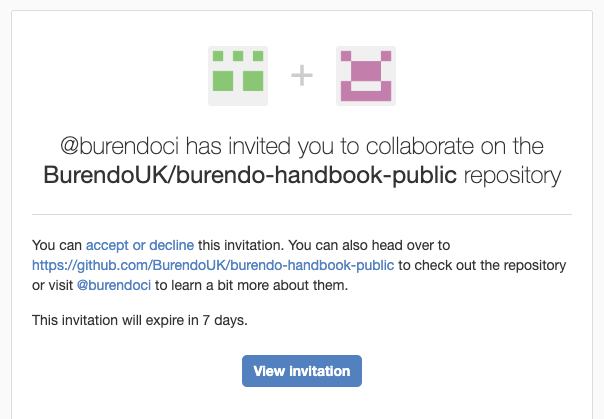 @burendoci has invited you to collaborate on the
BurendoUK/burendo-handbook-public repository
You can accept or decline this invitation. You can also head over to
https://github.com/BurendoUK/burendo-handbook-public to check out the repository
or visit @burendoci to learn a bit more about them.
This invitation will expire in 7 days.
View invitation